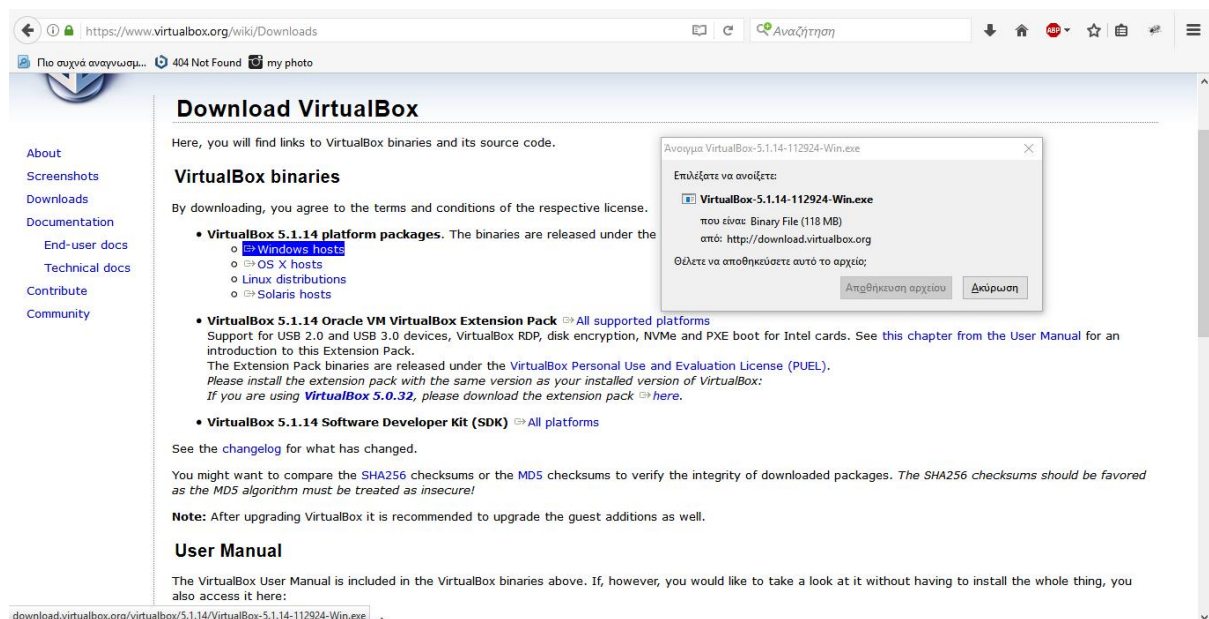 https://www.virtualbox.org/wiki/Downloads
Αναζήτηση
ABP
Πιο συχνά αναγνωσμ... 404 Not Found my photo
Download VirtualBox
Here, you will find links to VirtualBox binaries and its source code.
About
Screenshots
Downloads
Documentation
End-user docs
Technical docs
Contribute
Community
VirtualBox binaries
By downloading, you agree to the terms and conditions of the respective license.
• VirtualBox 5.1.14 platform packages. The binaries are released under the
Windows hosts
OS X hosts
Linux distributions
Solaris hosts
Άνοιγμα VirtualBox-5.1.14-112924-Win.exe
Επιλέξατε να ανοίξετε:
VirtualBox-5.1.14-112924-Win.exe
που είναι: Binary File (118 MB)
από: http://download.virtualbox.org
Θέλετε να αποθηκεύσετε αυτό το αρχείο;
Αποθήκευση αρχείου Ακύρωση
• VirtualBox 5.1.14 Oracle VM VirtualBox Extension Pack All supported platforms
Support for USB 2.0 and USB 3.0 devices, VirtualBox RDP, disk encryption, NVMe and PXE boot for Intel cards. See this chapter from the User Manual for an
introduction to this Extension Pack.
The Extension Pack binaries are released under the VirtualBox Personal Use and Evaluation License (PUEL).
Please install the extension pack with the same version as your installed version of VirtualBox:
If you are using VirtualBox 5.0.32, please download the extension pack here.
• VirtualBox 5.1.14 Software Developer Kit (SDK) All platforms
See the changelog for what has changed.
You might want to compare the SHA256 checksums or the MD5 checksums to verify the integrity of downloaded packages. The SHA256 checksums should be favored
as the MD5 algorithm must be treated as insecure!
Note: After upgrading VirtualBox it is recommended to upgrade the guest additions as well.
User Manual
The VirtualBox User Manual is included in the VirtualBox binaries above. If, however, you would like to take a look at it without having to install the whole thing, you
also access it here:
download.virtualbox.org/virtualbox/5.1.14/VirtualBox-5.1.14-112924-Win.exe